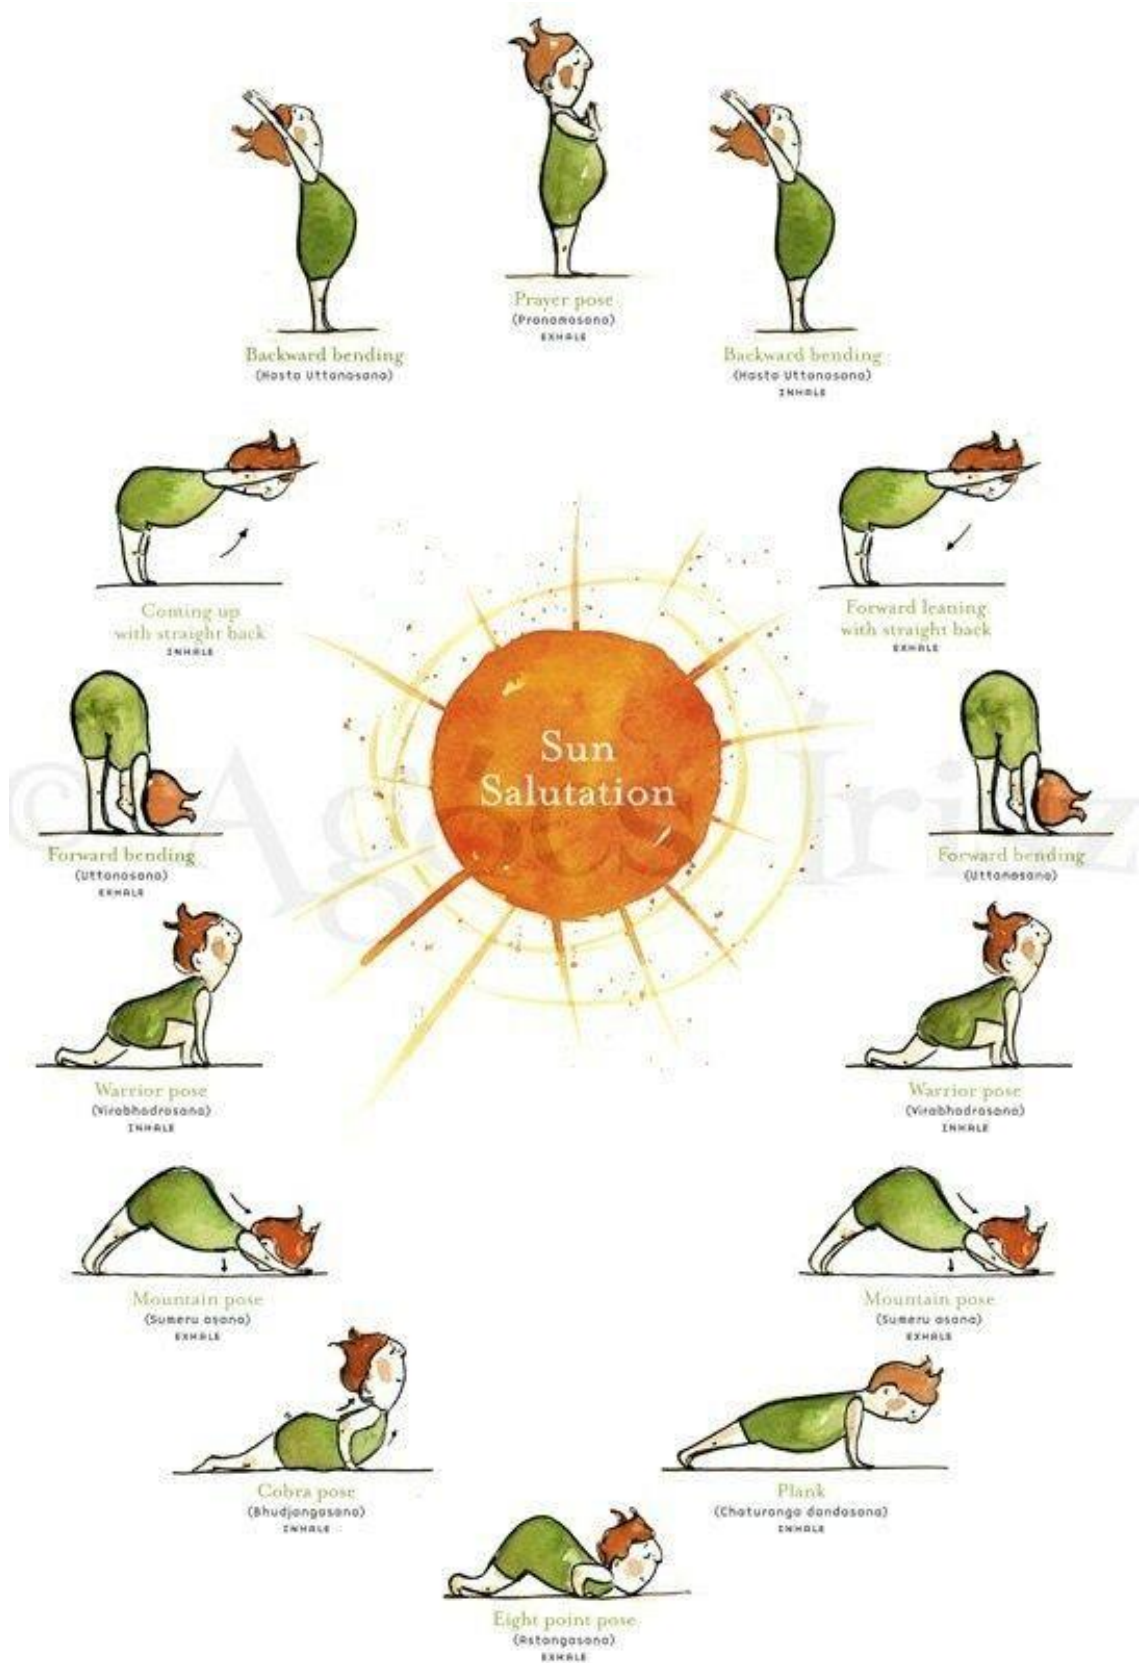 Prayer pose
(Pranamasana)
EXHALE
Backward bending
(Hasta Uttanasana)
Backward bending
(Hasta Uttanasana)
INHALE
Coming up
with straight back
INHALE
Forward leaning
with straight back
EXHALE
Sun
Salutation
© Agócs
Forward bending
(Uttanasana)
EXHALE
Forward bending
(Uttanasana)
Warrior pose
(Virabhadrasana)
INHALE
Warrior pose
(Virabhadrasana)
INHALE
Mountain pose
(Sumeru asana)
EXHALE
Mountain pose
(Sumeru asana)
EXHALE
Cobra pose
(Bhudjangasana)
INHALE
Plank
(Chaturanga dandasana)
INHALE
Eight point pose
(Astangasana)
EXHALE